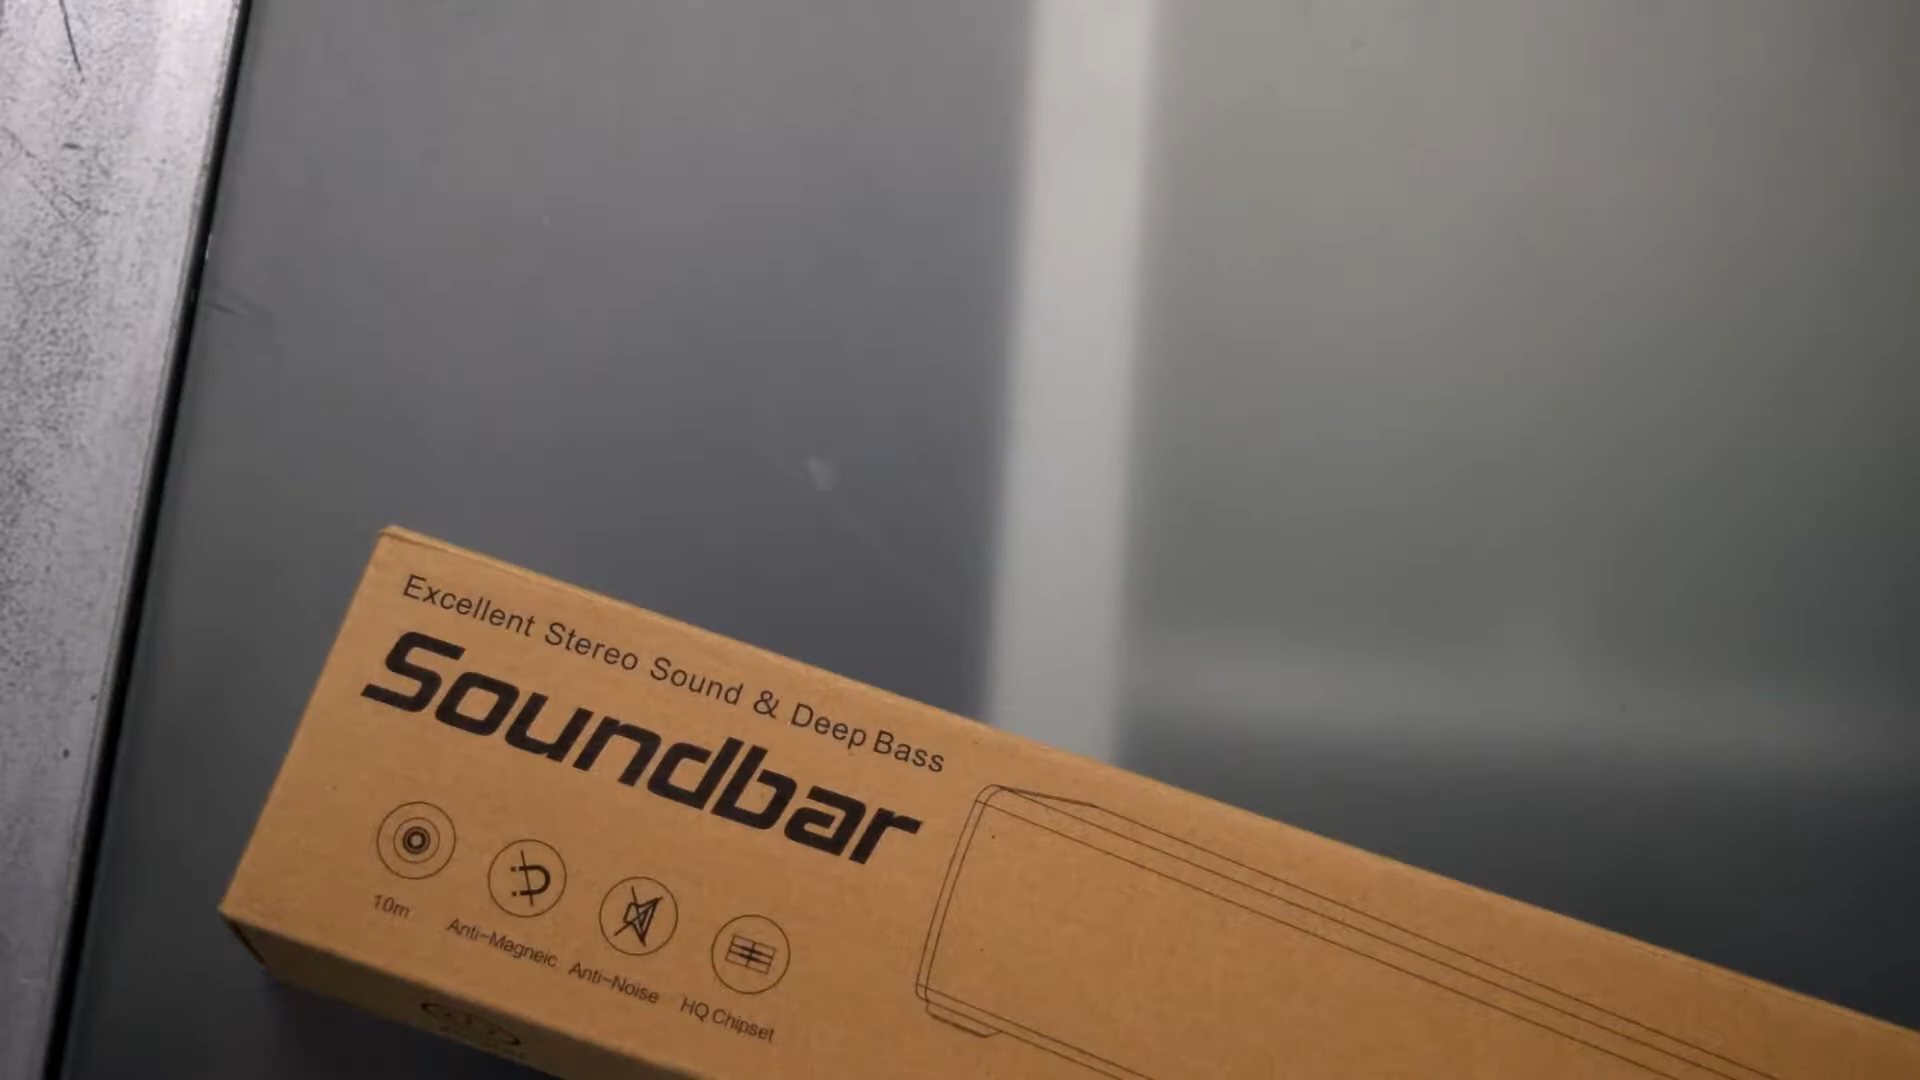 Excellent Stereo Sound & Deep Bass
Soundbar
10m
Anti-Magneic
Anti-Noise
HQ Chipset